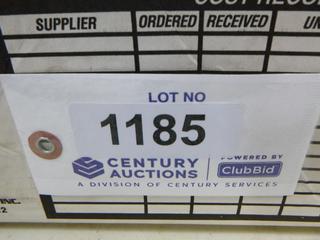 SUPPLIER ORDERED RECEIVED
LOT NO
1185
CENTURY AUCTIONS
POWERED BY
ClubBid
A DIVISION OF CENTURY SERVICES